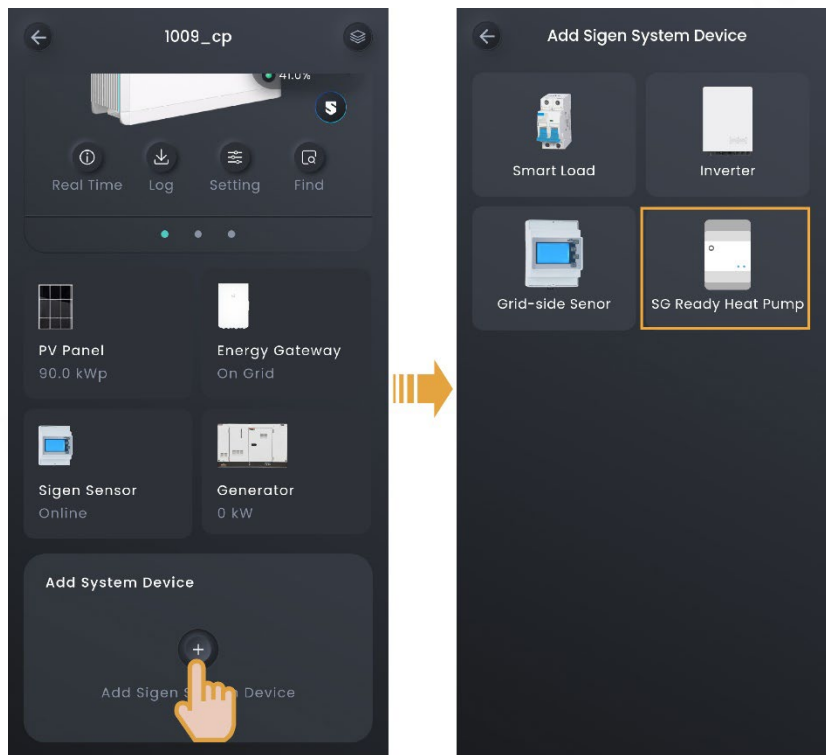 1009_cp
41.0%
Real Time
Log
Setting
Find
PV Panel
90.0 kWp
Energy Gateway
On Grid
Sigen Sensor
Online
Generator
0 kW
Add System Device
Add Sigen S Device
Add Sigen System Device
Smart Load
Inverter
Grid-side Senor
SG Ready Heat Pump